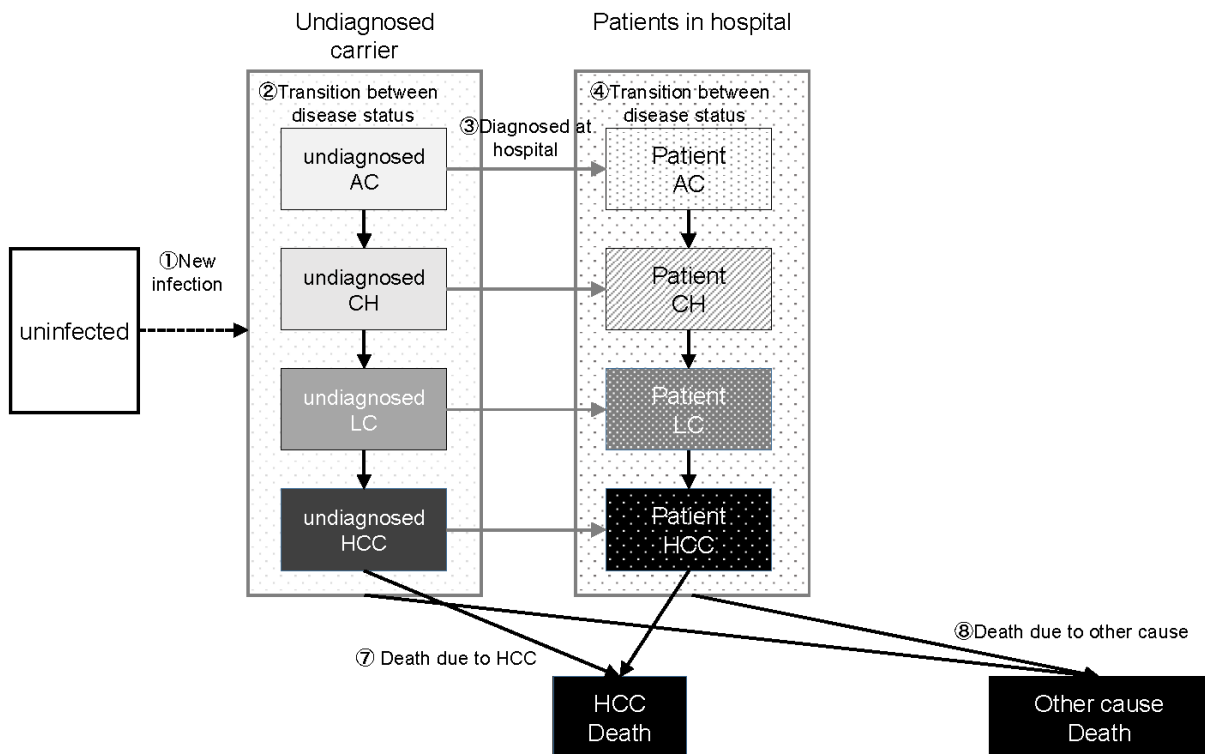 Undiagnosed
carrier
Patients in hospital
②Transition between
disease status
③Diagnosed at
hospital
④Transition between
disease status
undiagnosed
AC
Patient
AC
①New
infection
uninfected
undiagnosed
CH
Patient
CH
undiagnosed
LC
Patient
LC
undiagnosed
HCC
Patient
HCC
⑦ Death due to HCC
⑧Death due to other cause
HCC
Death
Other cause
Death